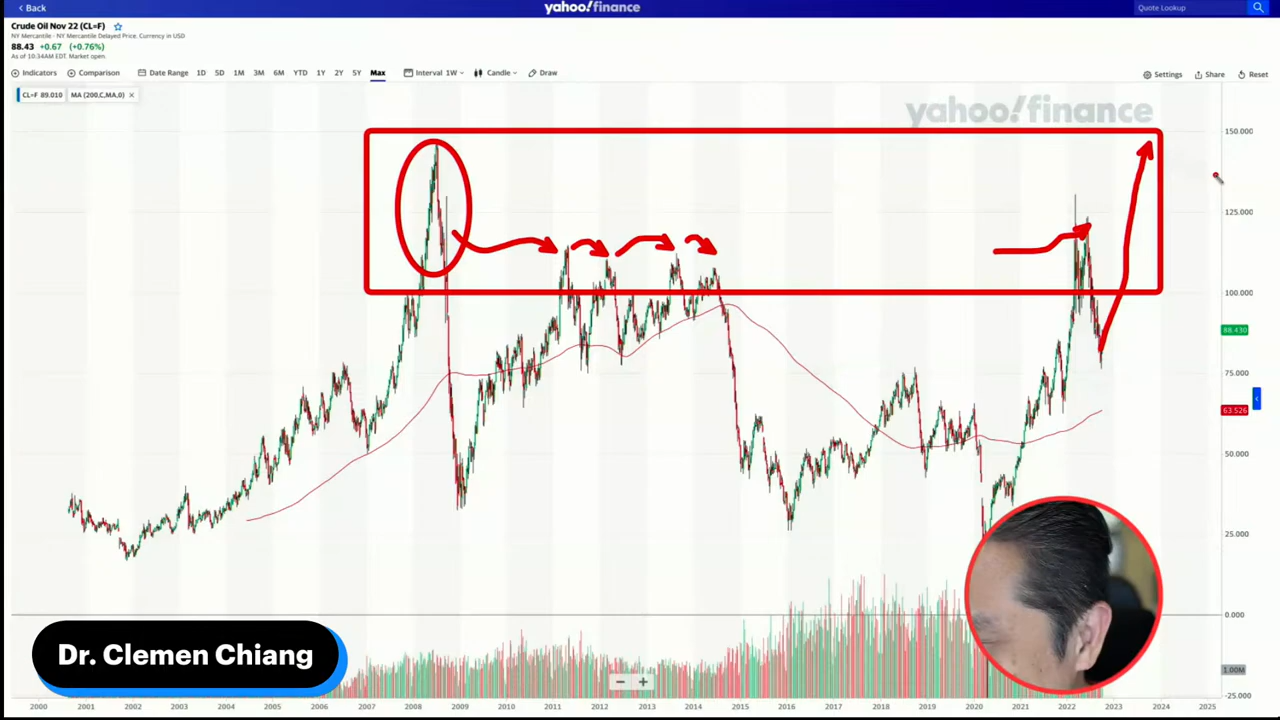 Back
yahoo!finance
Quote Lookup
Crude Oil Nov 22 (CL=F)
NY Mercantile - NY Mercantile Delayed Price. Currency in USD
88.43 +0.67 (+0.76%)
As of 10:34AM EDT. Market open.
Indicators Comparison Date Range 1D 5D 1M 3M 6M YTD 1Y 2Y 5Y Max Interval 1W Candle Draw Settings Share Reset
CL=F 89.010 MA (200,C,MA,0) ×
yahoo!finance
150.000
125.000
100.000
88.430
75.000
63.526
50.000
25.000
0.000
1.00M
-25.000
Dr. Clemen Chiang
2000 2001 2002 2003 2004 2005 2006 2007 2008 2009 2010 2011 2012 2013 2014 2015 2016 2017 2018 2019 2020 2021 2022 2023 2024 2025